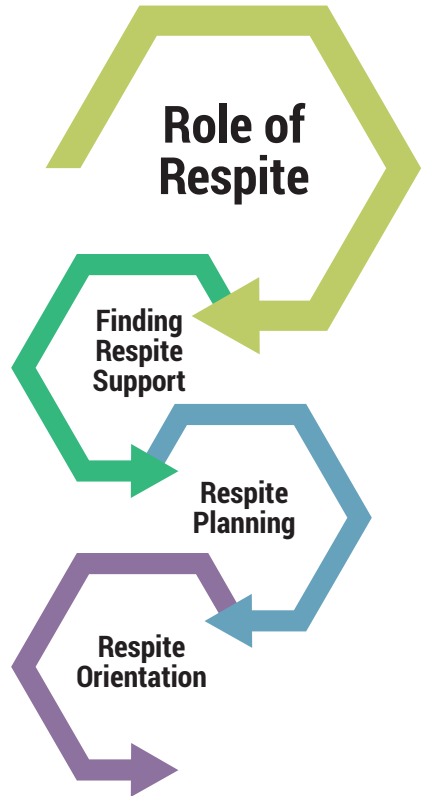 Role of
Respite
Finding
Respite
Support
Respite
Planning
Respite
Orientation